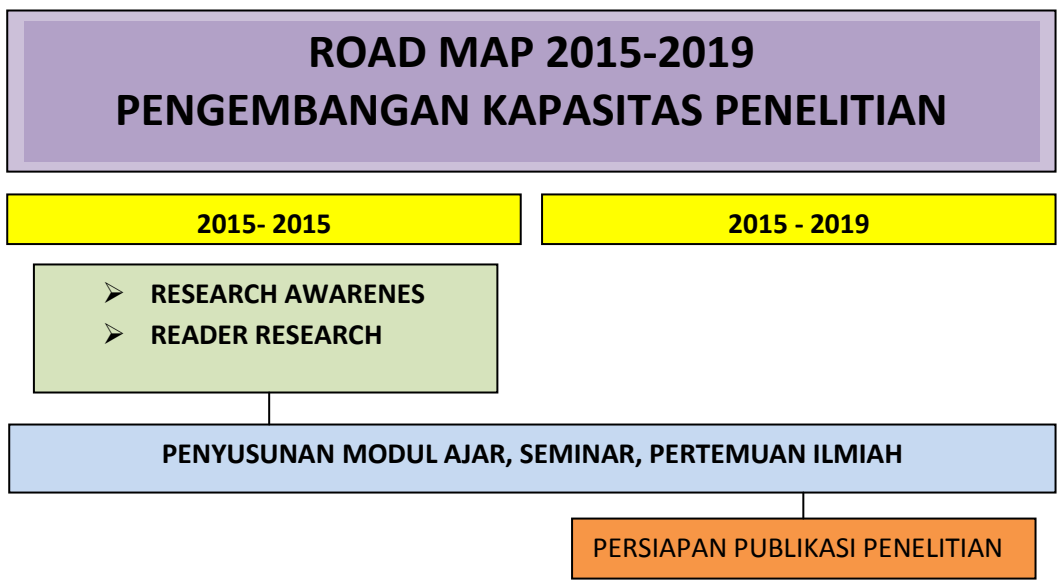 ROAD MAP 2015-2019
PENGEMBANGAN KAPASITAS PENELITIAN
2015- 2015
2015 - 2019
➢ RESEARCH AWARENES
➢ READER RESEARCH
PENYUSUNAN MODUL AJAR, SEMINAR, PERTEMUAN ILMIAH
PERSIAPAN PUBLIKASI PENELITIAN